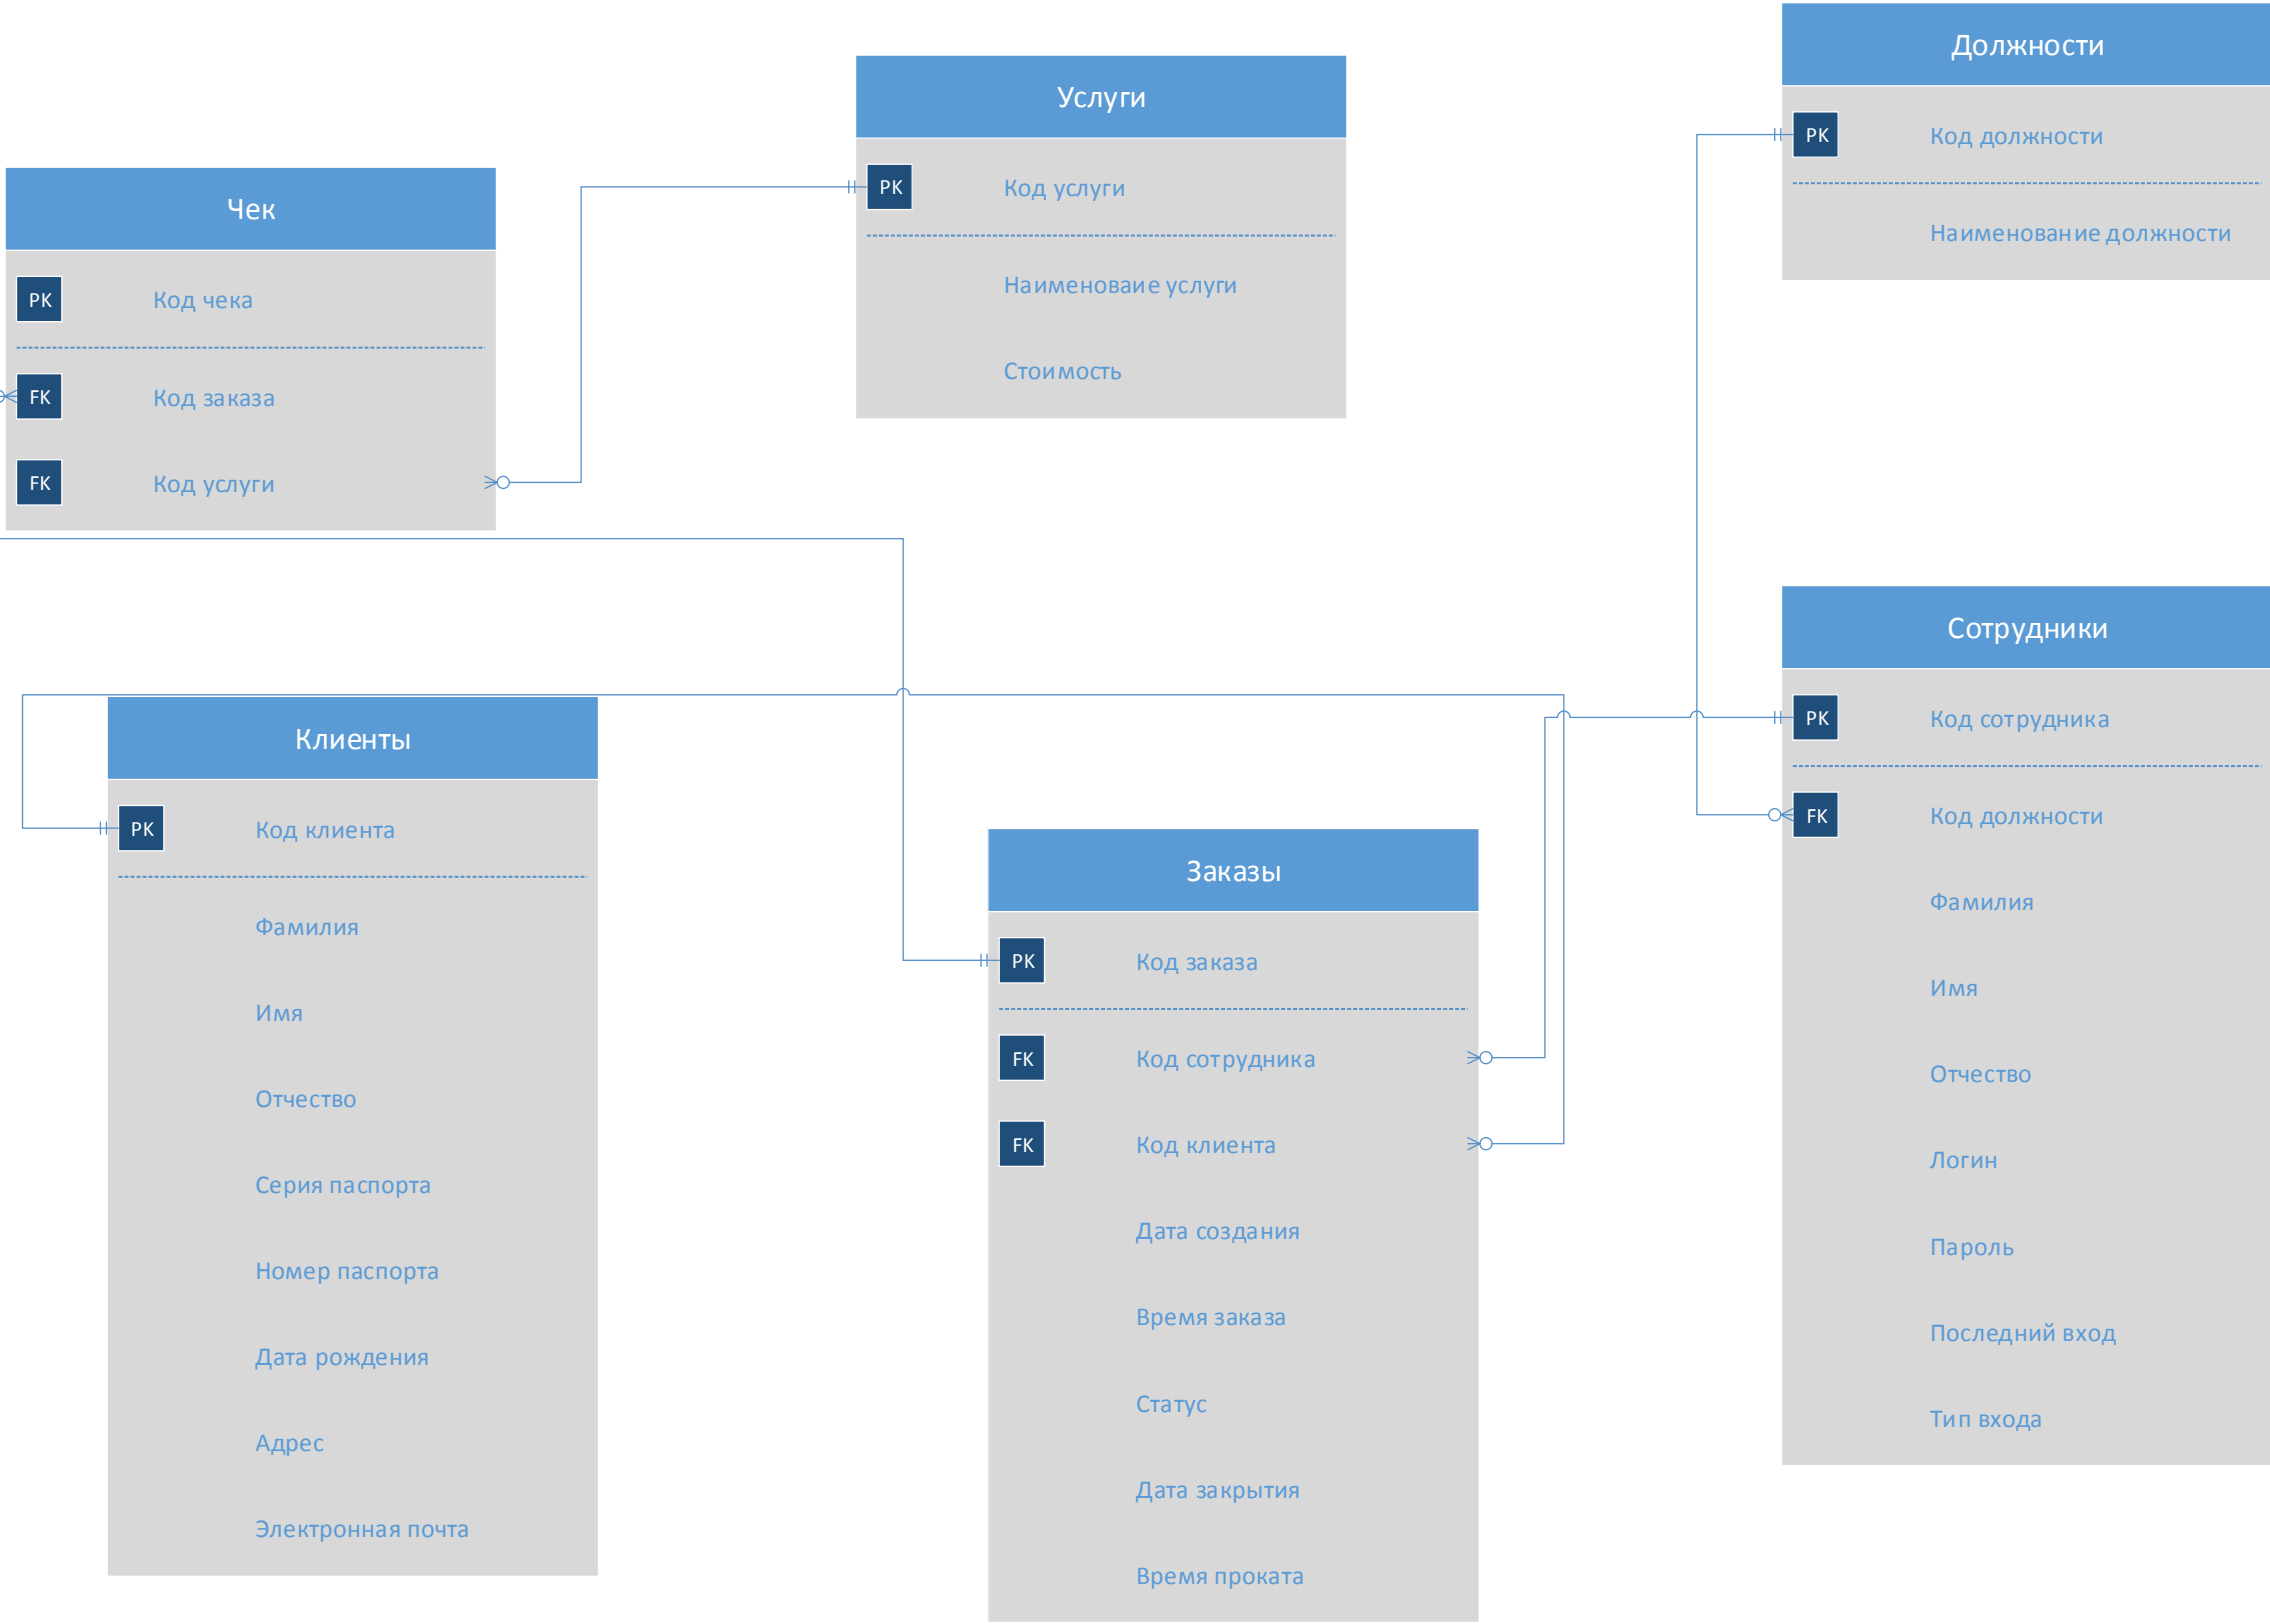 Чек
PK Код чека
FK Код заказа
FK Код услуги
Услуги
PK Код услуги
Наименоваие услуги
Стоимость
Должности
PK Код должности
Наименование должности
Клиенты
PK Код клиента
Фамилия
Имя
Отчество
Серия паспорта
Номер паспорта
Дата рождения
Адрес
Электронная почта
Заказы
PK Код заказа
FK Код сотрудника
FK Код клиента
Дата создания
Время заказа
Статус
Дата закрытия
Время проката
Сотрудники
PK Код сотрудника
FK Код должности
Фамилия
Имя
Отчество
Логин
Пароль
Последний вход
Тип входа